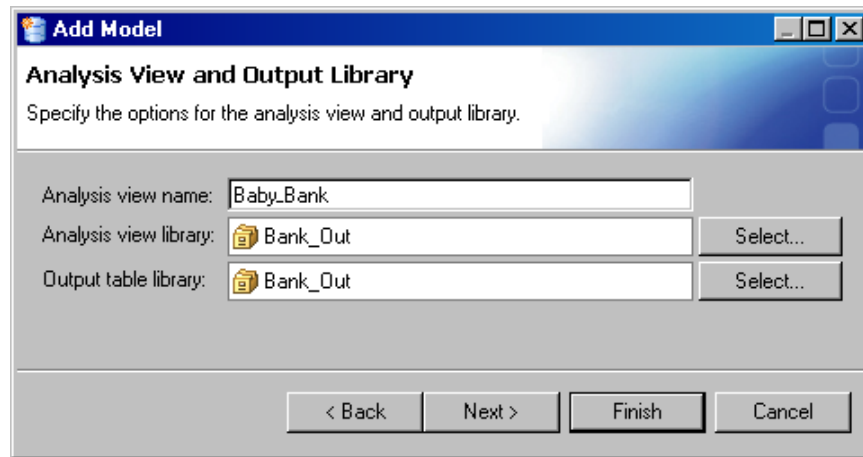 Add Model
Analysis View and Output Library
Specify the options for the analysis view and output library.
Analysis view name: Baby_Bank
Analysis view library: Bank_Out Select...
Output table library: Bank_Out Select...
< Back Next > Finish Cancel